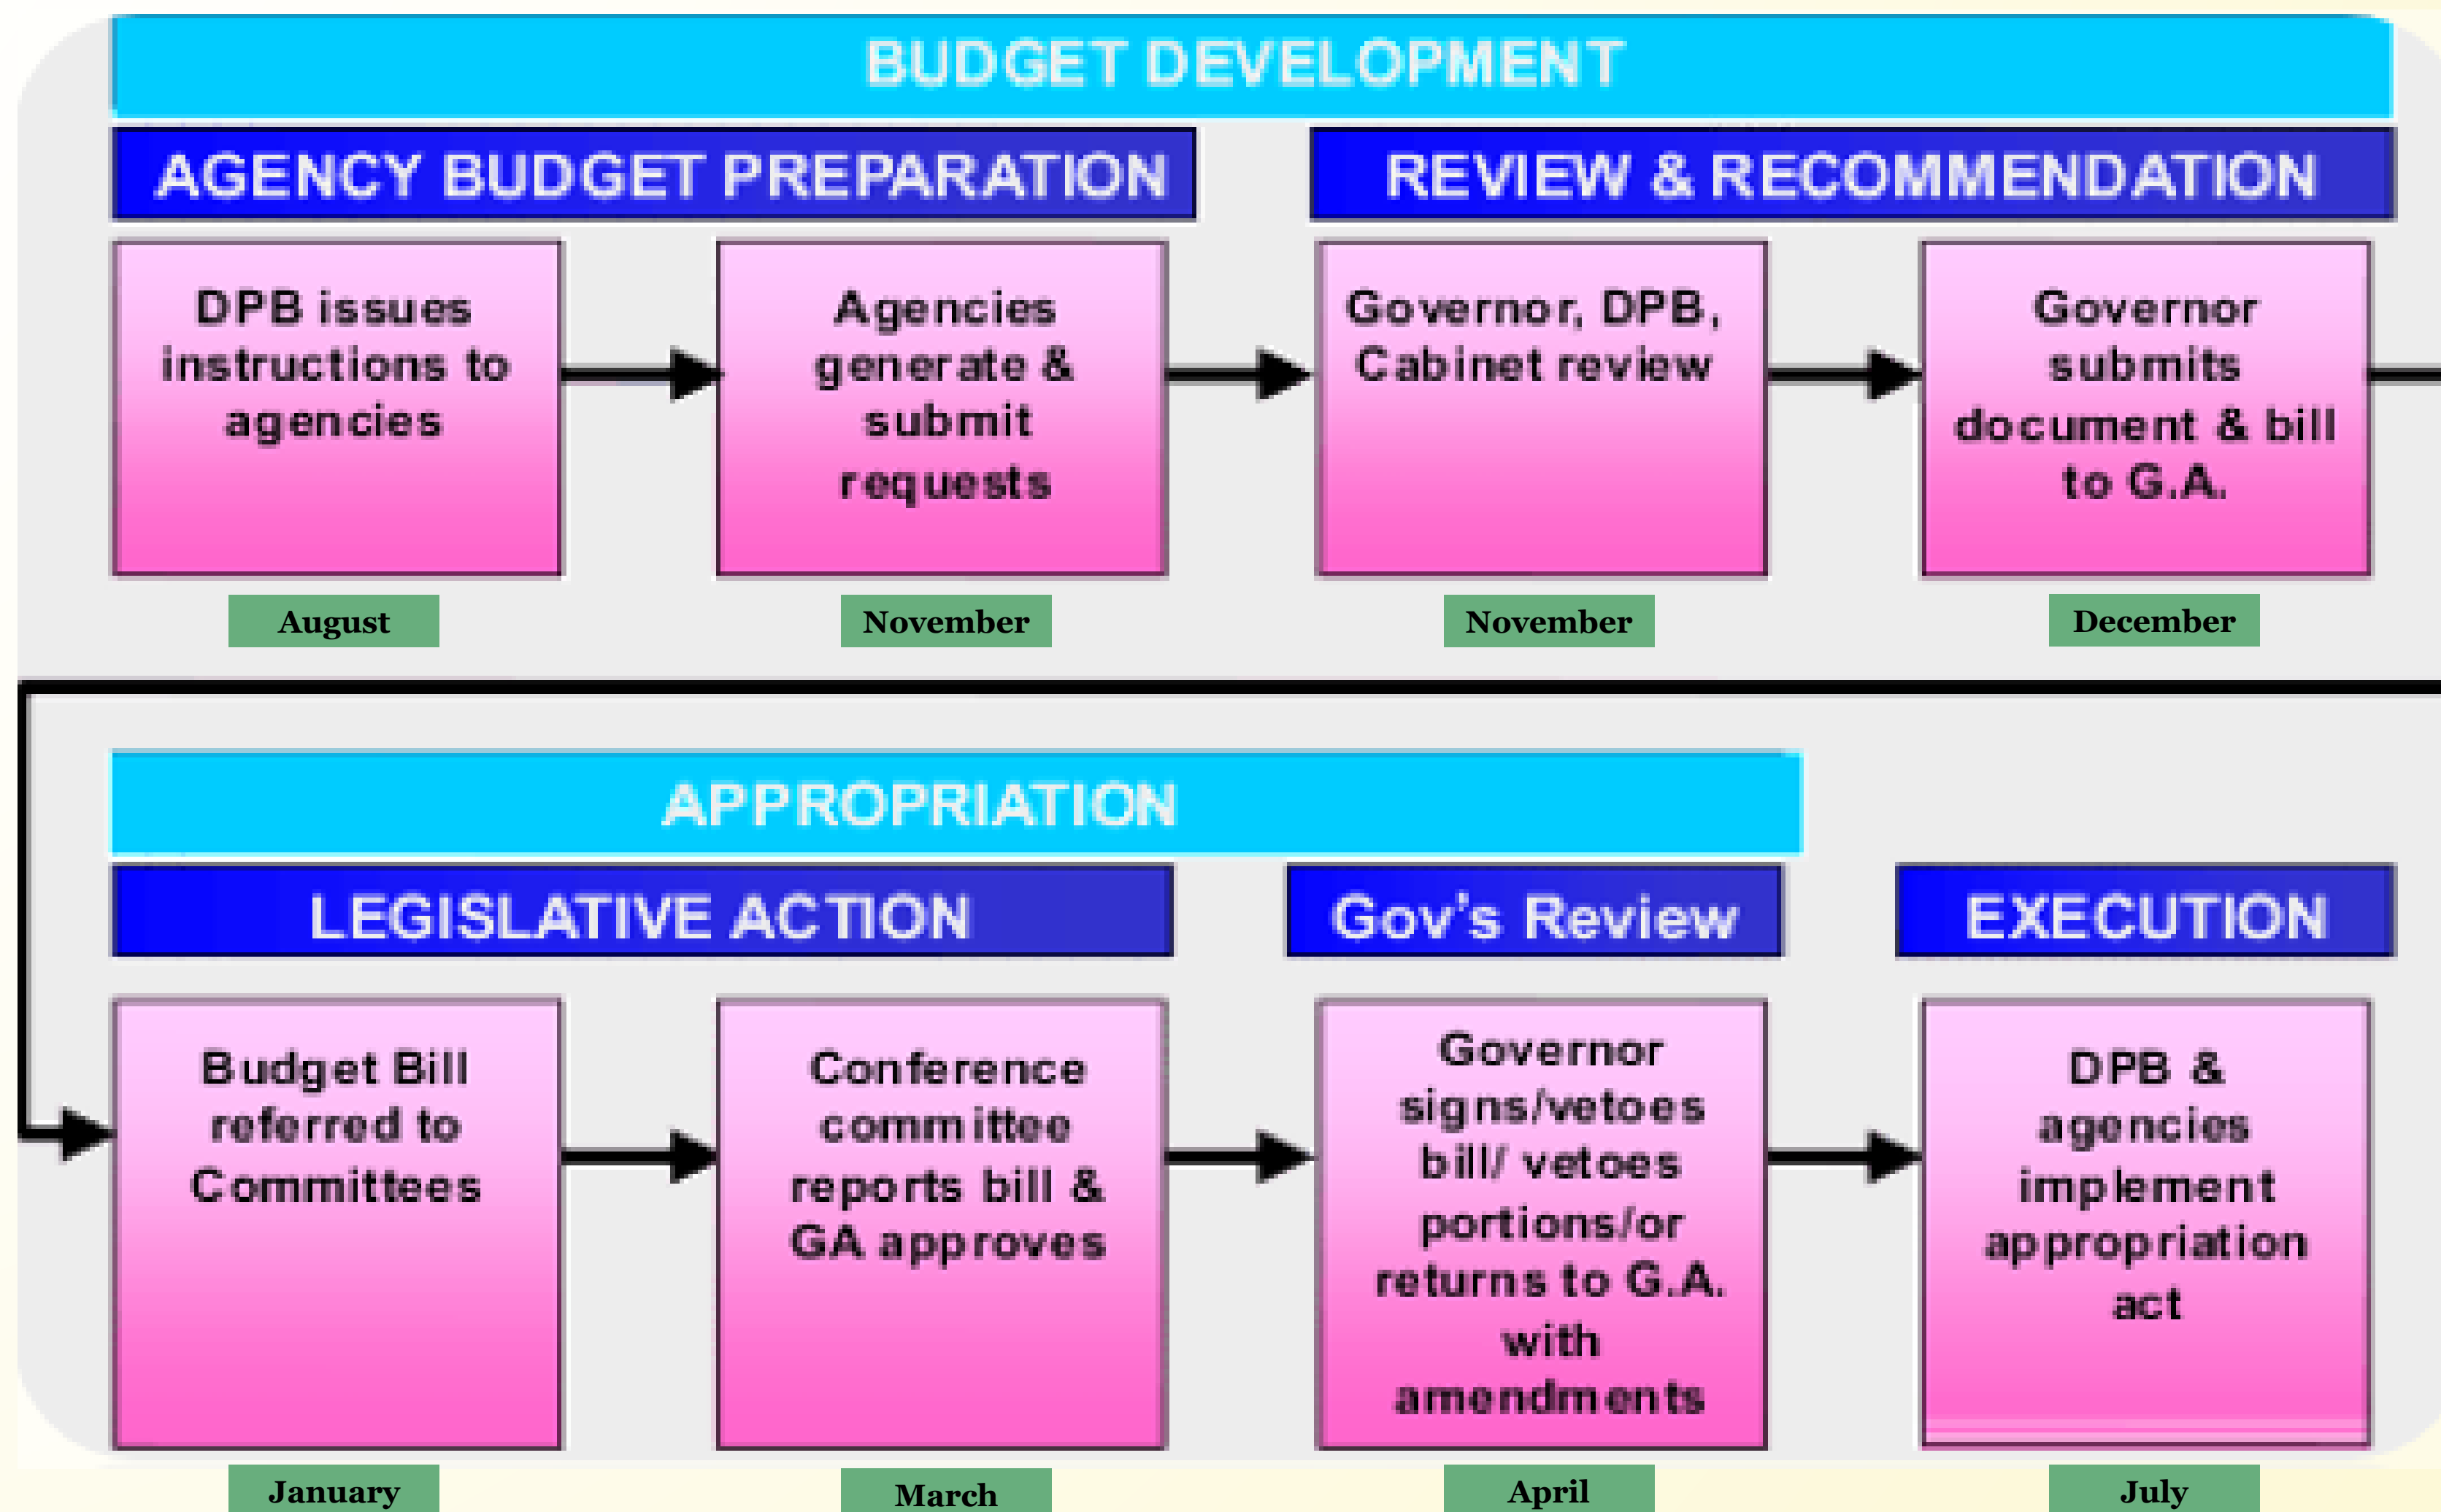 BUDGET DEVELOPMENT
AGENCY BUDGET PREPARATION
REVIEW & RECOMMENDATION
DPB issues
instructions to
agencies
Agencies
generate &
submit
requests
Governor, DPB,
Cabinet review
Governor
submits
document & bill
to G.A.
August
November
November
December
APPROPRIATION
LEGISLATIVE ACTION
Gov's Review
EXECUTION
Budget Bill
referred to
Committees
Conference
committee
reports bill &
GA approves
Governor
signs/vetoes
bill/ vetoes
portions/or
returns to G.A.
with
amendments
DPB &
agencies
implement
appropriation
act
January
March
April
July